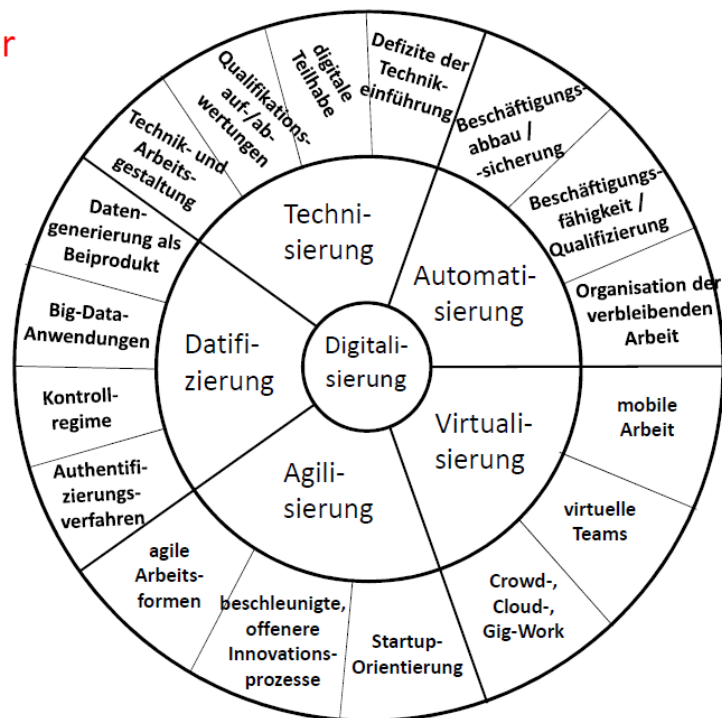 r
Digitali-
sierung
Techni-
sierung
Technik- und
Arbeits-
gestaltung
Qualifikations-
auf-/ab-
wertungen
digitale
Teilhabe
Defizite der
Technik-
einführung
Automati-
sierung
Beschäftigungs-
abbau /
-sicherung
Beschäftigungs-
fähigkeit /
Qualifizierung
Organisation der
verbleibenden
Arbeit
Virtuali-
sierung
mobile
Arbeit
virtuelle
Teams
Crowd-,
Cloud-,
Gig-Work
Agili-
sierung
Startup-
Orientierung
beschleunigte,
offenere
Innovations-
prozesse
agile
Arbeits-
formen
Datifi-
zierung
Authentifi-
zierungs-
verfahren
Kontroll-
regime
Big-Data-
Anwendungen
Daten-
generierung als
Beiprodukt